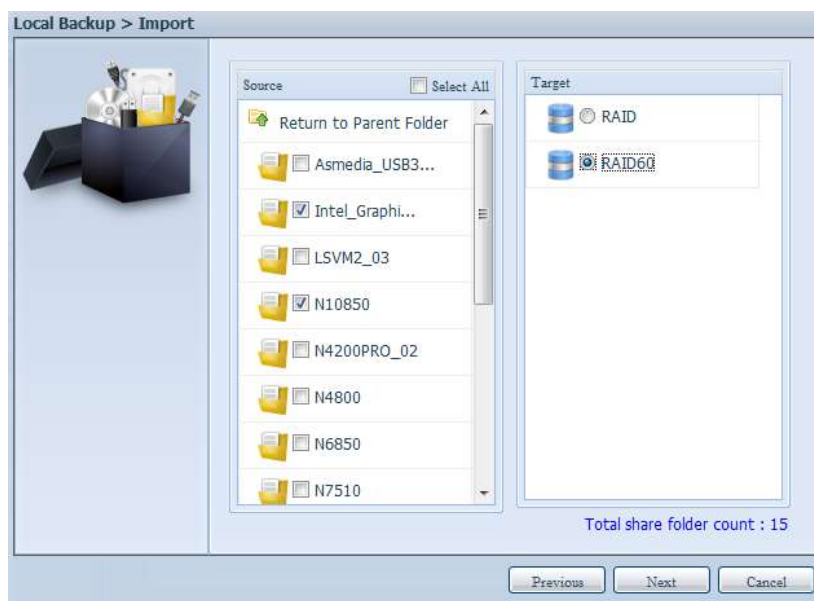 Local Backup > Import
Source
Select All
Return to Parent Folder
Asmedia_USB3...
Intel_Graphi...
LSVM2_03
N10850
N4200PRO_02
N4800
N6850
N7510
Target
RAID
RAID60
Total share folder count : 15
Previous
Next
Cancel